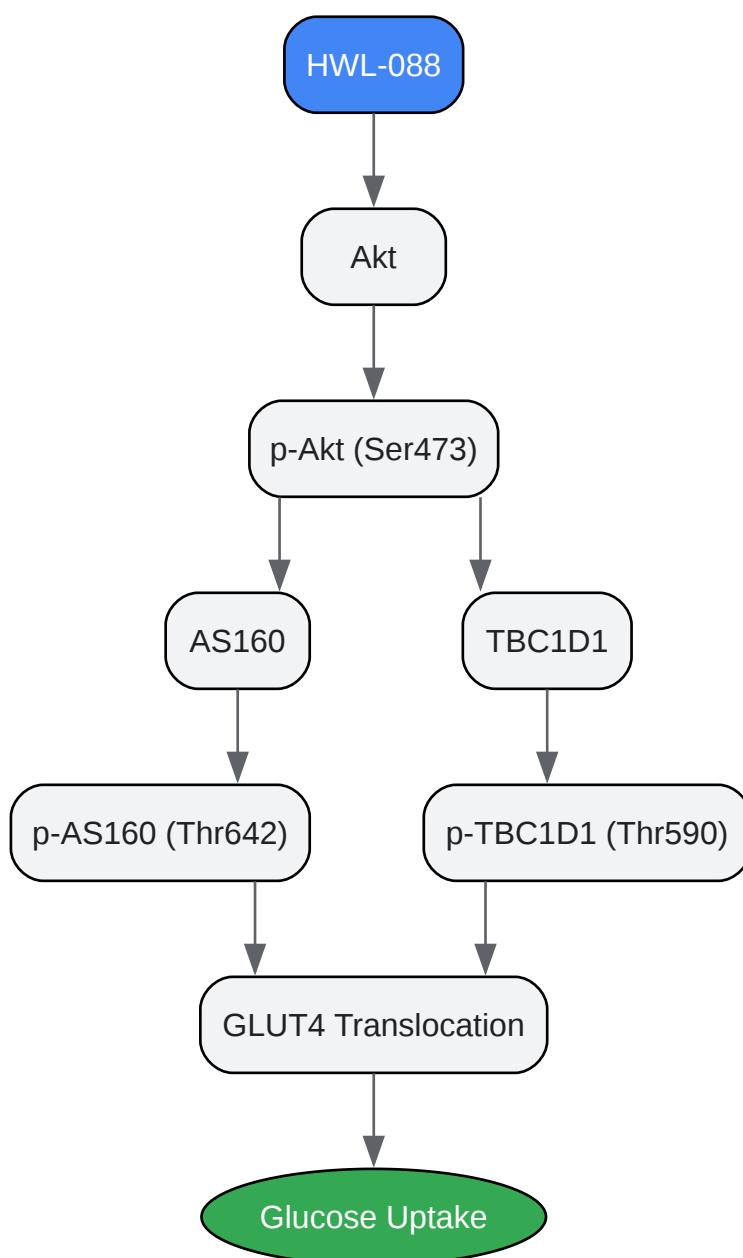 HWL-088
Akt
p-Akt (Ser473)
AS160
TBC1D1
p-AS160 (Thr642)
p-TBC1D1 (Thr590)
GLUT4 Translocation
Glucose Uptake